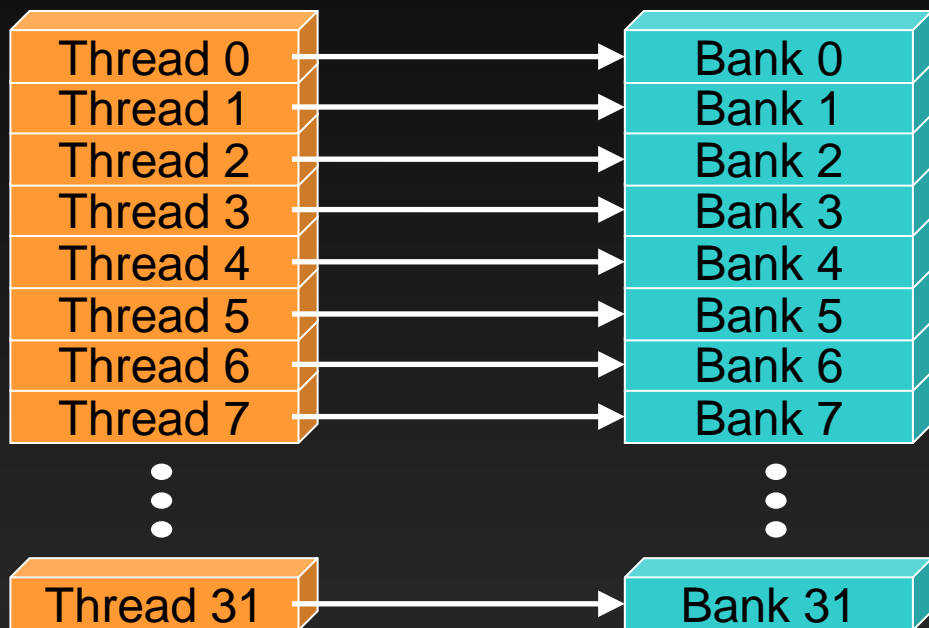 Thread 0
Bank 0
Thread 1
Bank 1
Thread 2
Bank 2
Thread 3
Bank 3
Thread 4
Bank 4
Thread 5
Bank 5
Thread 6
Bank 6
Thread 7
Bank 7
Thread 31
Bank 31